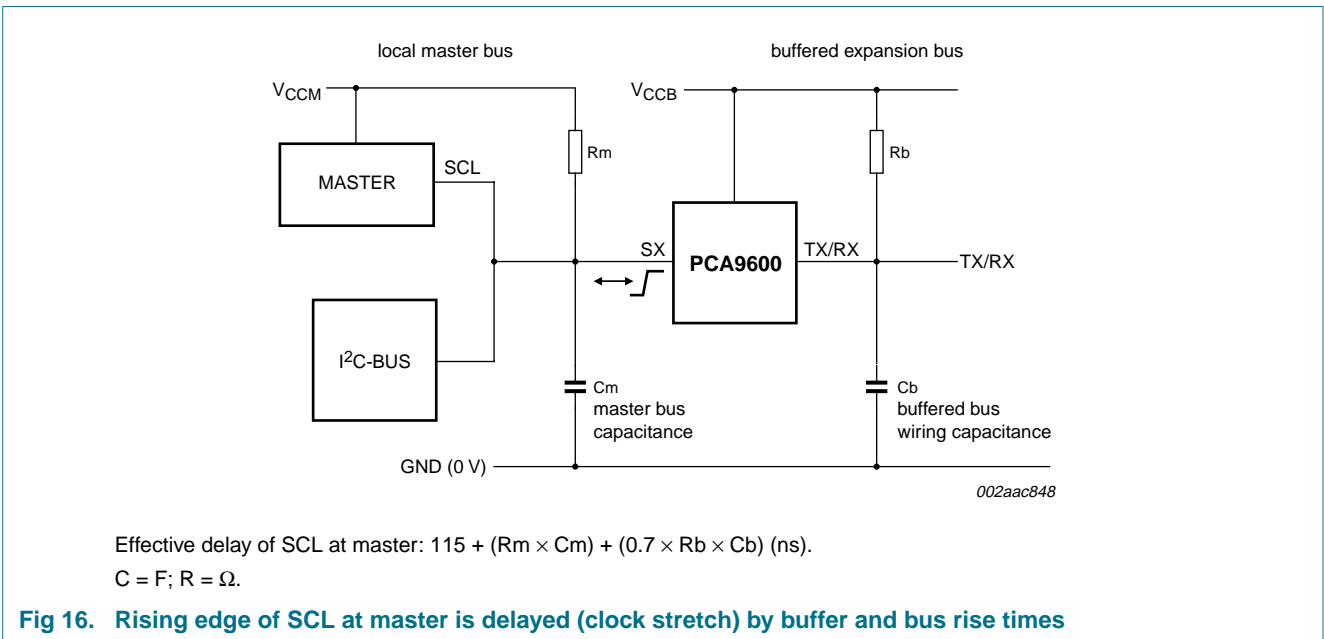 local master bus
buffered expansion bus
VCCM
VCCB
Rm
Rb
MASTER
SCL
SX
PCA9600
TX/RX
TX/RX
I2C-BUS
Cm
master bus
capacitance
Cb
buffered bus
wiring capacitance
GND (0 V)
002aac848
Effective delay of SCL at master: 115 + (Rm × Cm) + (0.7 × Rb × Cb) (ns).
C = F; R = Ω.
Fig 16. Rising edge of SCL at master is delayed (clock stretch) by buffer and bus rise times